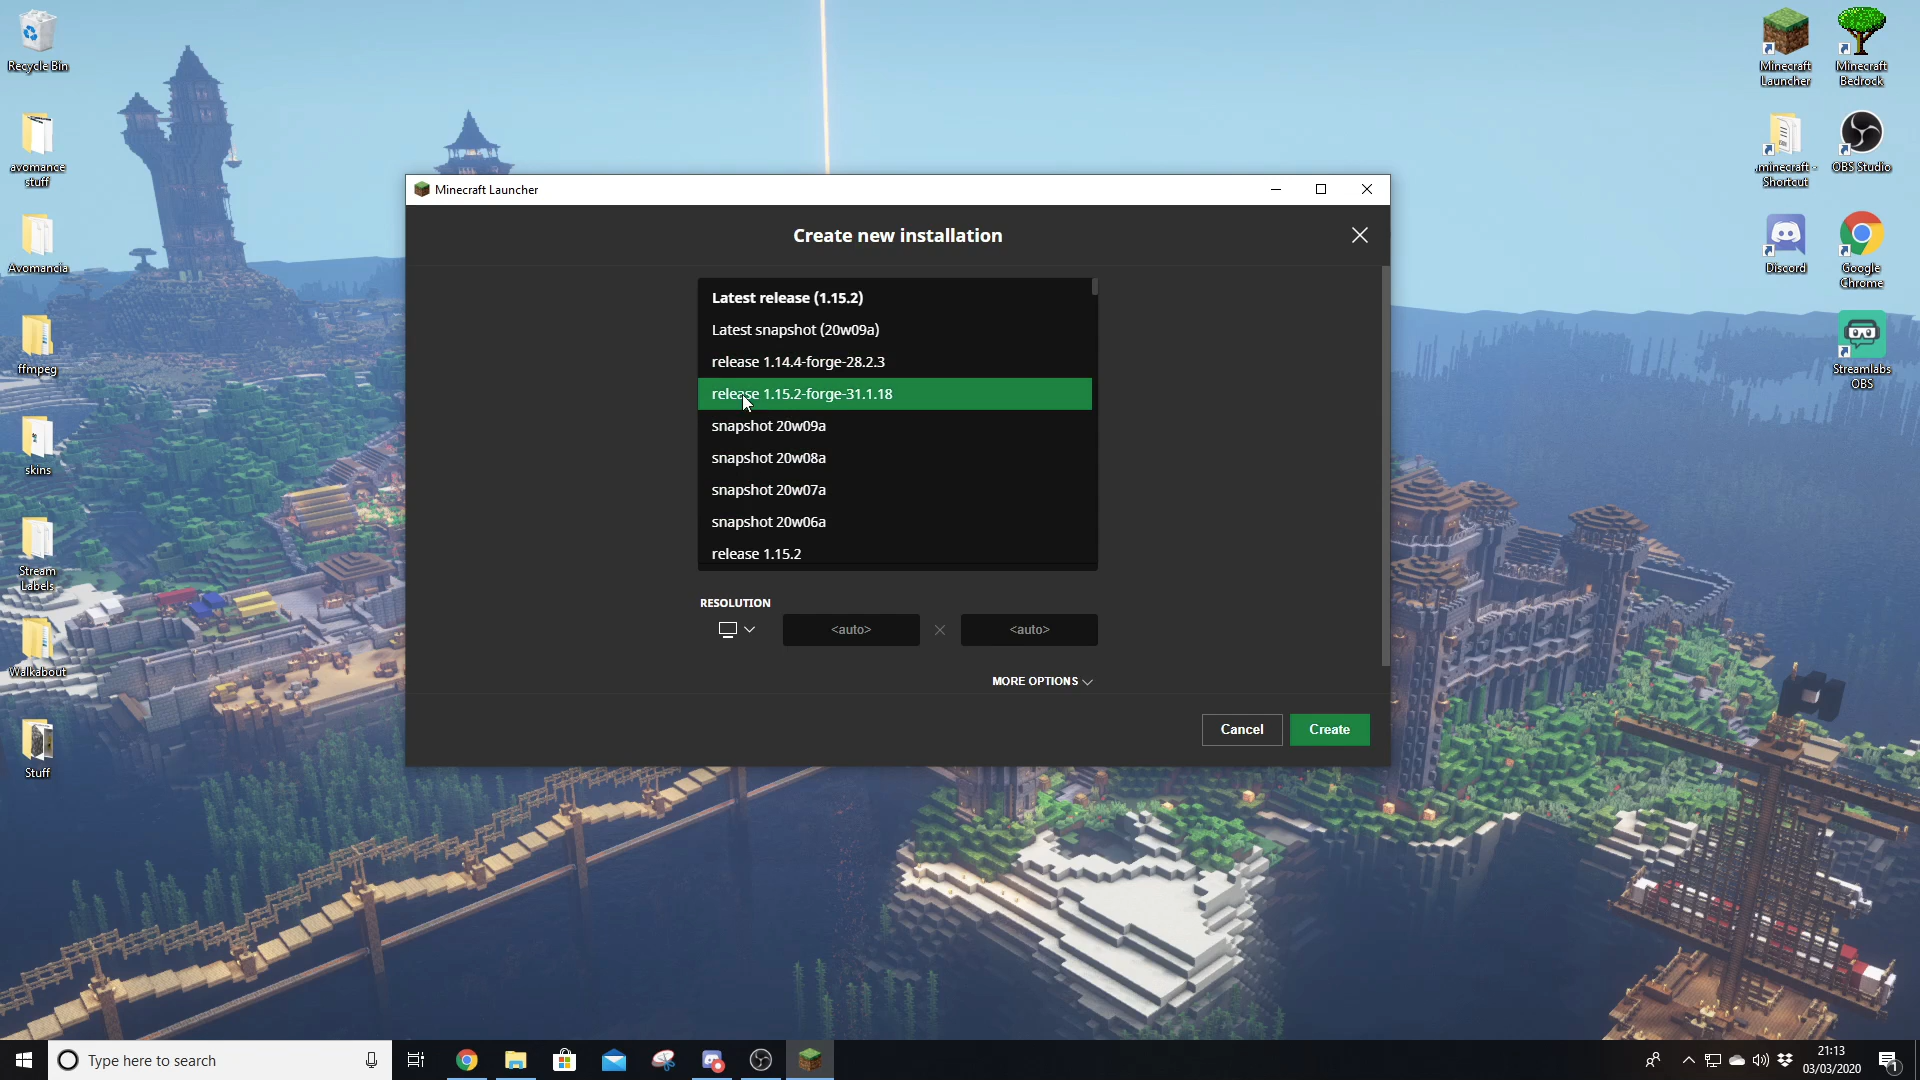 Recycle Bin
avomance
stuff
Avomancia
ffmpeg
skins
Stream
Labels
Walkabout
Stuff
Minecraft
Launcher
Minecraft
Bedrock
.minecraft -
Shortcut
OBS Studio
Discord
Google
Chrome
Streamlabs
OBS
Minecraft Launcher
Create new installation
Latest release (1.15.2)
Latest snapshot (20w09a)
release 1.14.4-forge-28.2.3
release 1.15.2-forge-31.1.18
snapshot 20w09a
snapshot 20w08a
snapshot 20w07a
snapshot 20w06a
release 1.15.2
RESOLUTION
<auto>
<auto>
MORE OPTIONS
Cancel
Create
Type here to search
21:13
03/03/2020
1